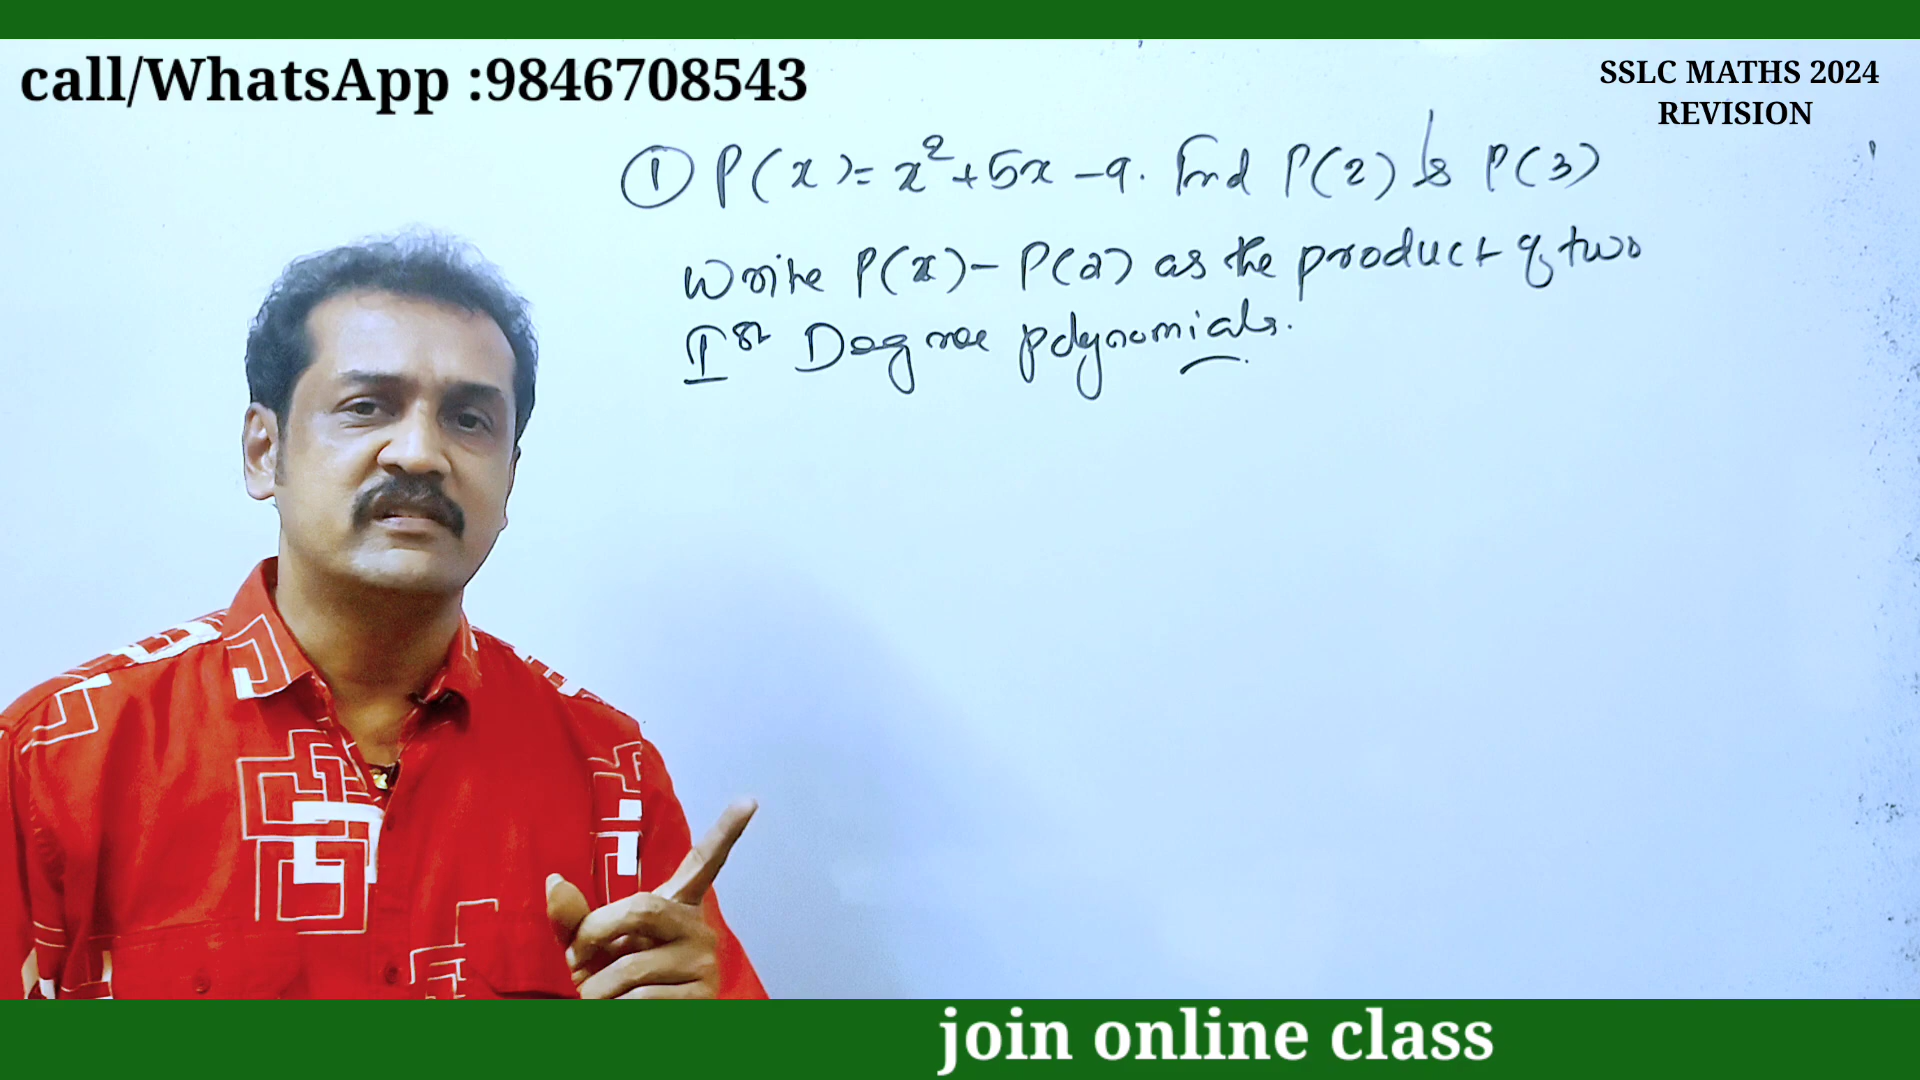 call/WhatsApp :9846708543
SSLC MATHS 2024
REVISION
① P(x) = x² + 5x - 9. Find P(2) & P(3)
Write P(x) - P(2) as the product of two
Ist Degree polynomials.
join online class